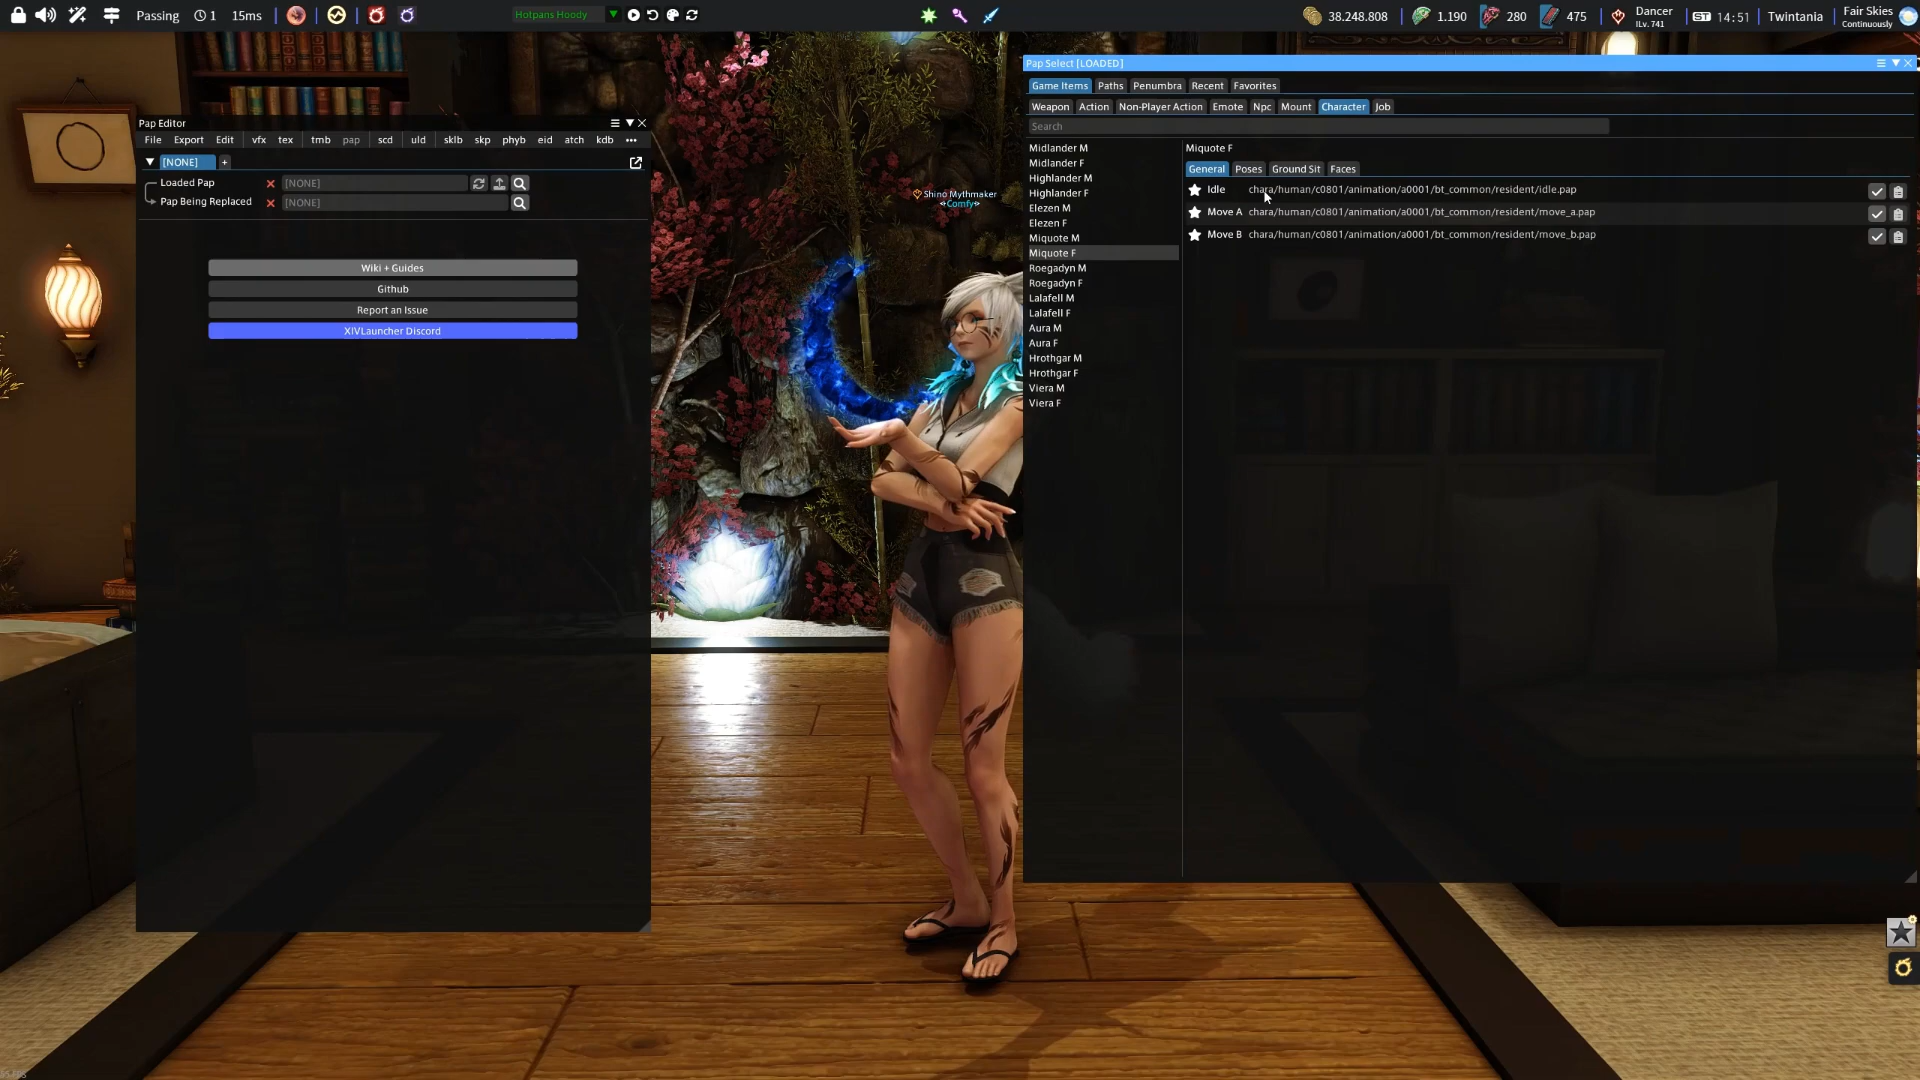 Passing 1 15ms Hotpans Hoody 38.248.808 1.190 280 475 Dancer ILv. 741 ST 14:51 Twintania Fair Skies Continuously
Pap Editor
File Export Edit vfx tex tmb pap scd uld sklb skp phyb eid atch kdb •••
[NONE] +
Loaded Pap [NONE]
Pap Being Replaced [NONE]
Wiki + Guides
Github
Report an Issue
XIVLauncher Discord
Shino Mythmaker
«Comfy»
Pap Select [LOADED]
Game Items Paths Penumbra Recent Favorites
Weapon Action Non-Player Action Emote Npc Mount Character Job
Search
Midlander M
Midlander F
Highlander M
Highlander F
Elezen M
Elezen F
Miquote M
Miquote F
Roegadyn M
Roegadyn F
Lalafell M
Lalafell F
Aura M
Aura F
Hrothgar M
Hrothgar F
Viera M
Viera F
Miquote F
General Poses Ground Sit Faces
Idle chara/human/c0801/animation/a0001/bt_common/resident/idle.pap
Move A chara/human/c0801/animation/a0001/bt_common/resident/move_a.pap
Move B chara/human/c0801/animation/a0001/bt_common/resident/move_b.pap